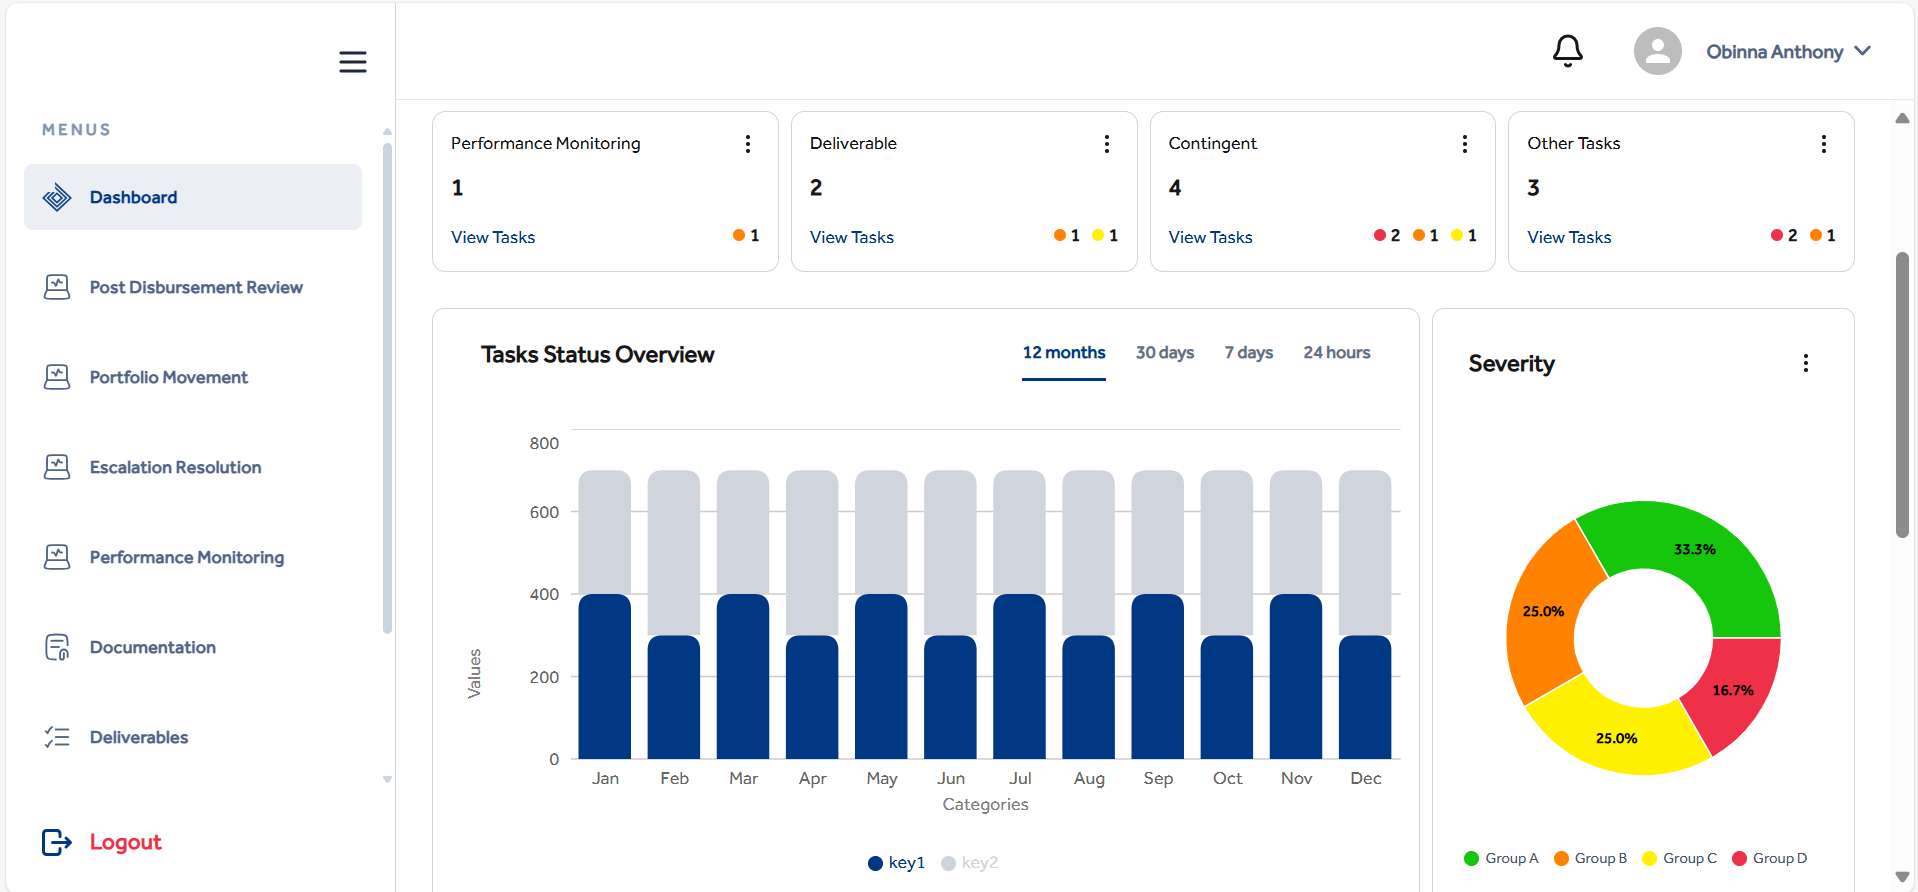 Obinna Anthony
MENUS
Dashboard
Post Disbursement Review
Portfolio Movement
Escalation Resolution
Performance Monitoring
Documentation
Deliverables
Logout
Performance Monitoring
1
View Tasks
1
Deliverable
2
View Tasks
1 1
Contingent
4
View Tasks
2 1 1
Other Tasks
3
View Tasks
2 1
Tasks Status Overview
12 months 30 days 7 days 24 hours
800
600
400
200
0
Values
Jan Feb Mar Apr May Jun Jul Aug Sep Oct Nov Dec
Categories
key1 key2
Severity
33.3%
25.0%
16.7%
25.0%
Group A Group B Group C Group D